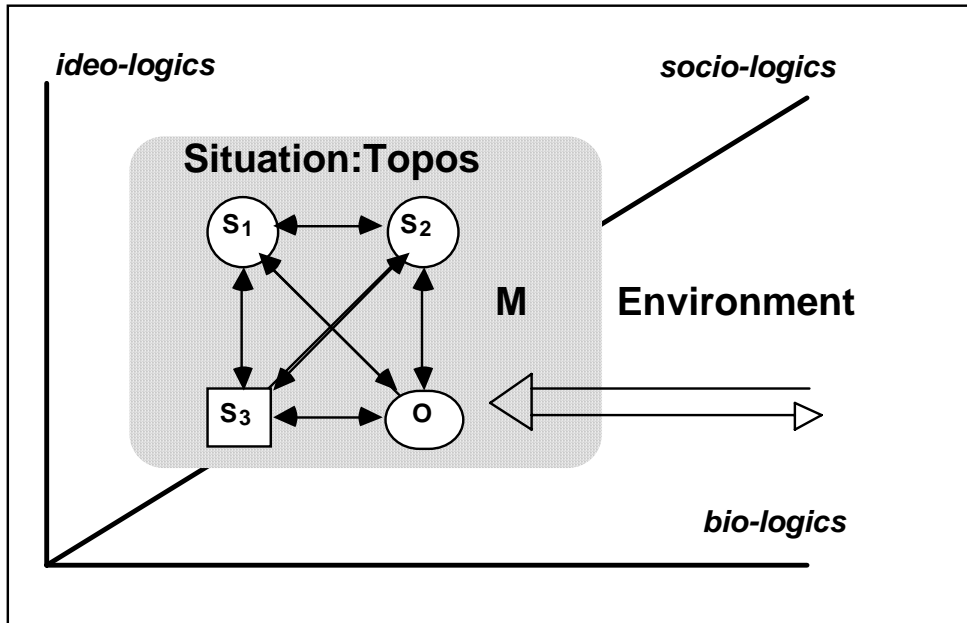 ideo-logics
socio-logics
Situation:Topos
S1
S2
M
Environment
S3
O
bio-logics